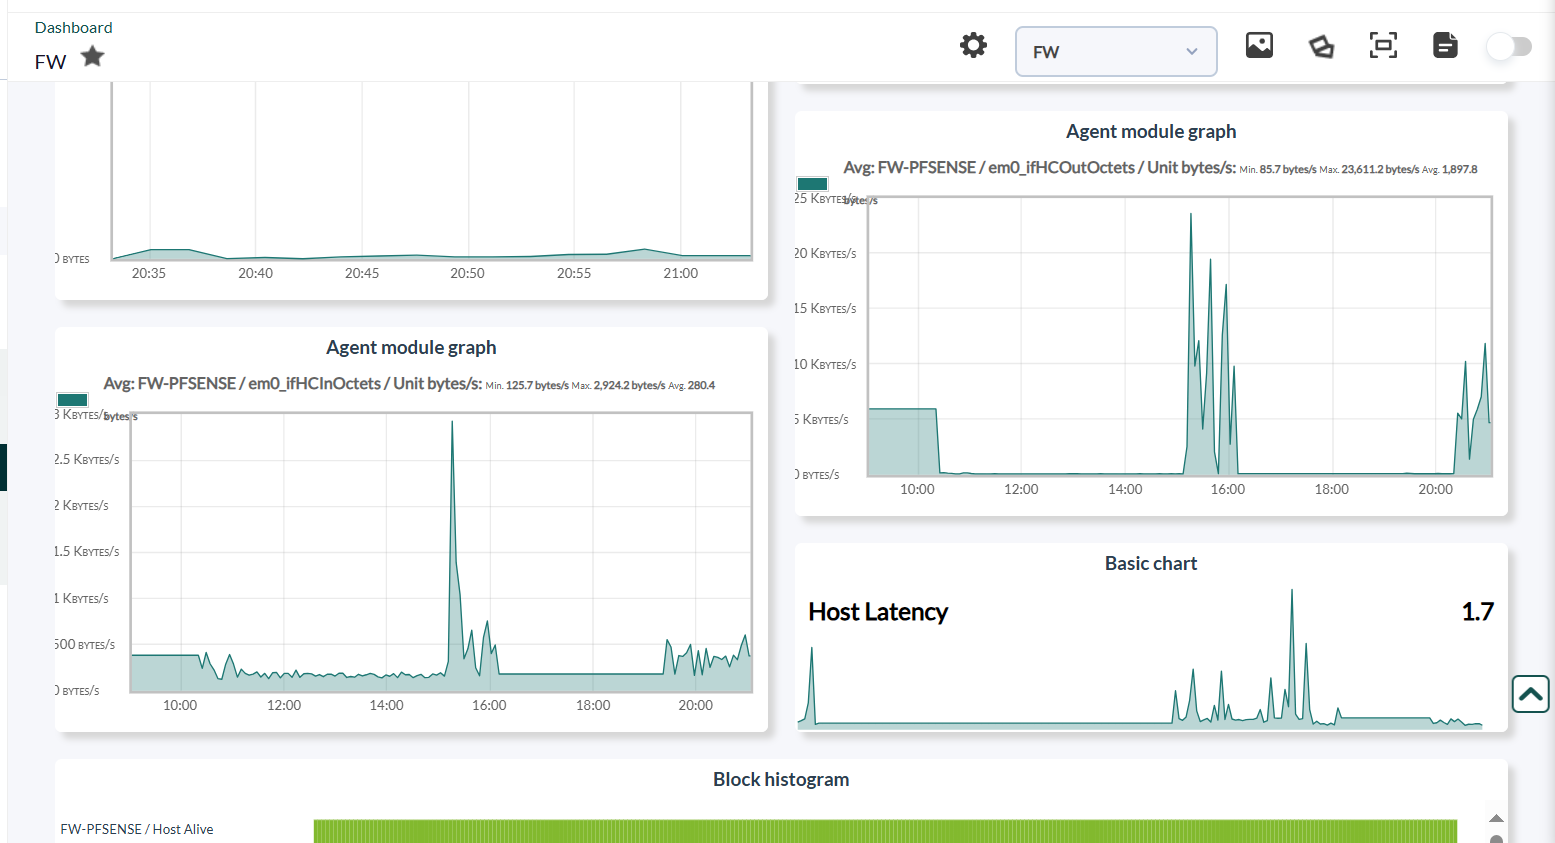 Dashboard
FW
FW
0 BYTES
20:35 20:40 20:45 20:50 20:55 21:00
Agent module graph
Avg: FW-PFSENSE / em0_ifHCInOctets / Unit bytes/s: Min. 125.7 bytes/s Max. 2,924.2 bytes/s Avg. 280.4
bytes/s
3 KBYTES/s
2.5 KBYTES/s
2 KBYTES/s
1.5 KBYTES/s
1 KBYTES/s
500 BYTES/s
0 BYTES/s
10:00 12:00 14:00 16:00 18:00 20:00
Agent module graph
Avg: FW-PFSENSE / em0_ifHCOutOctets / Unit bytes/s: Min. 85.7 bytes/s Max. 23,611.2 bytes/s Avg. 1,897.8
bytes/s
25 KBYTES/s
20 KBYTES/s
15 KBYTES/s
10 KBYTES/s
5 KBYTES/s
0 BYTES/s
10:00 12:00 14:00 16:00 18:00 20:00
Basic chart
Host Latency 1.7
Block histogram
FW-PFSENSE / Host Alive